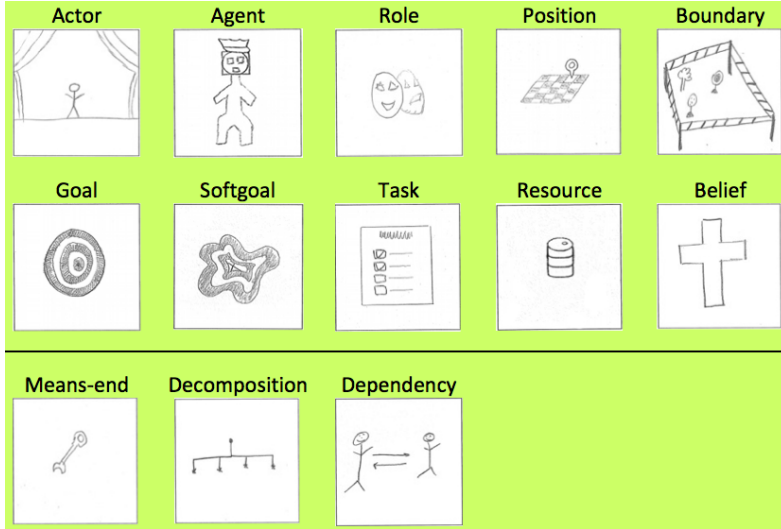 Actor Agent Role Position Boundary
Goal Softgoal Task Resource Belief
Means-end Decomposition Dependency